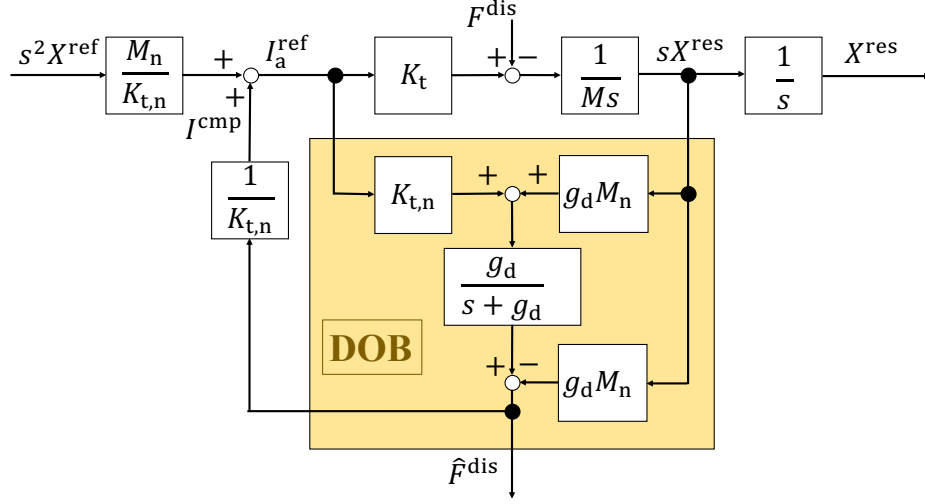 s²X^ref
M_n
K_t,n
+
+
I_a^ref
I^cmp
K_t
F^dis
+ −
1
Ms
sX^res
1
s
X^res
1
K_t,n
K_t,n
+ +
g_d M_n
g_d
s + g_d
DOB
+ −
g_d M_n
F̂^dis